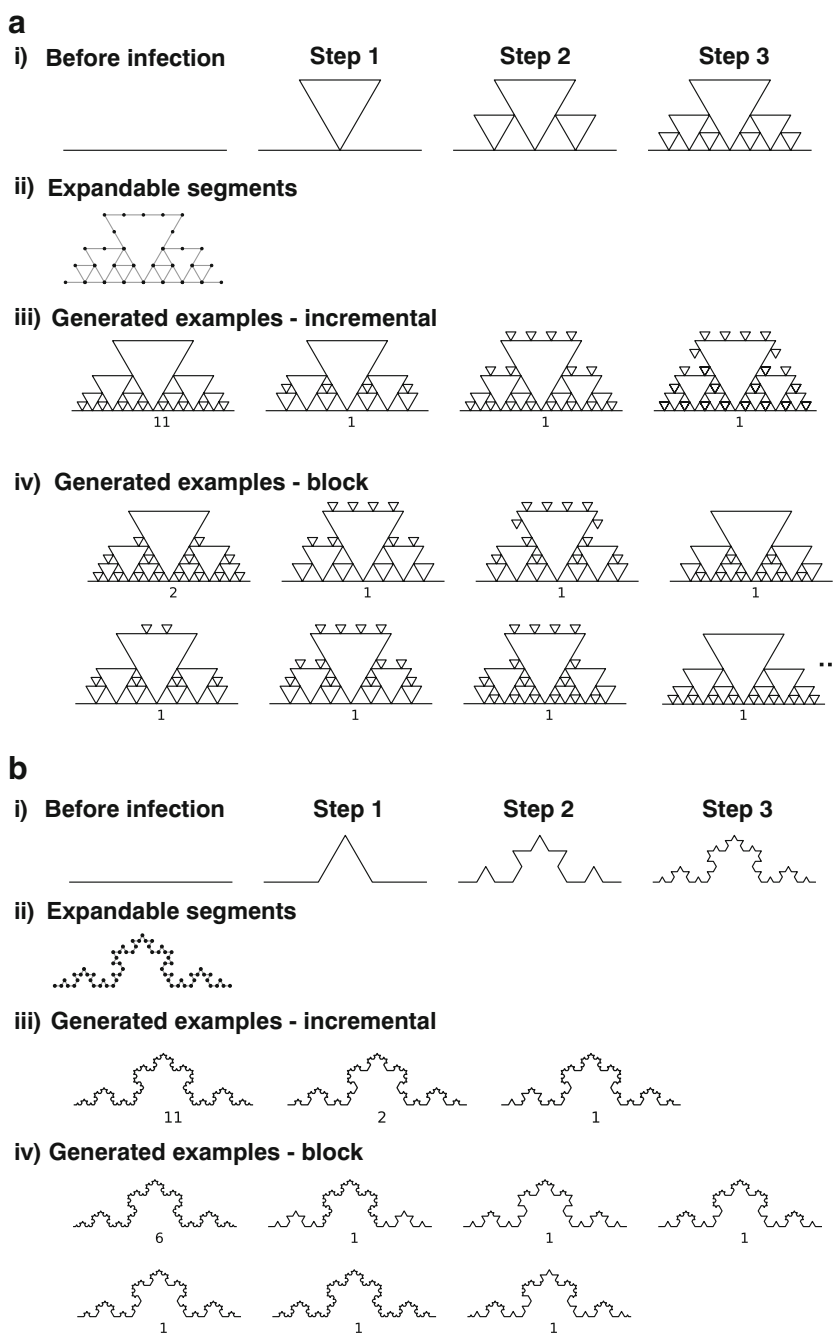 a
i) Before infection Step 1 Step 2 Step 3
ii) Expandable segments
iii) Generated examples - incremental
11 1 1 1
iv) Generated examples - block
2 1 1 1
..
1 1 1 1
b
i) Before infection Step 1 Step 2 Step 3
ii) Expandable segments
iii) Generated examples - incremental
11 2 1
iv) Generated examples - block
6 1 1 1
1 1 1